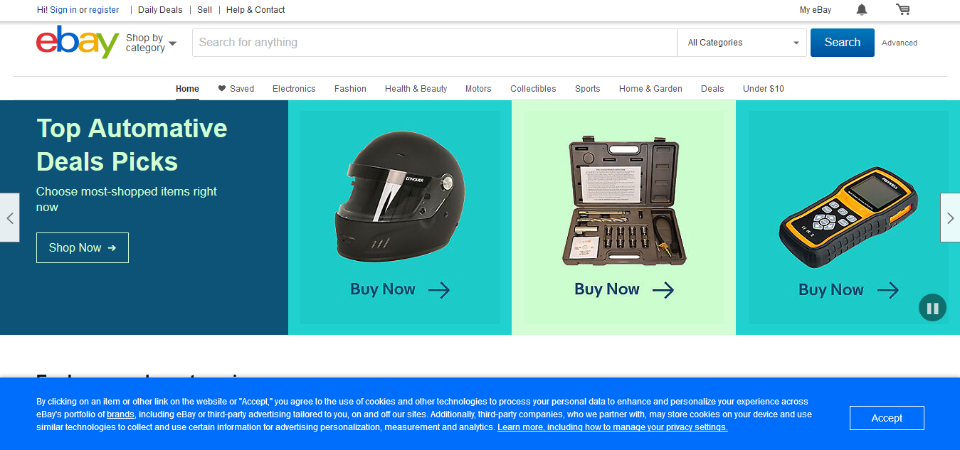 Hi! Sign in or register | Daily Deals | Sell | Help & Contact My eBay
ebay Shop by category Search for anything All Categories Search Advanced
Home Saved Electronics Fashion Health & Beauty Motors Collectibles Sports Home & Garden Deals Under $10
Top Automative
Deals Picks
Choose most-shopped items right
now
Shop Now →
CONQUER
Buy Now
Buy Now
Buy Now
By clicking on an item or other link on the website or "Accept," you agree to the use of cookies and other technologies to process your personal data to enhance and personalize your experience across
eBay's portfolio of brands, including eBay or third-party advertising tailored to you, on and off our sites. Additionally, third-party companies, who we partner with, may store cookies on your device and use
similar technologies to collect and use certain information for advertising personalization, measurement and analytics. Learn more, including how to manage your privacy settings.
Accept